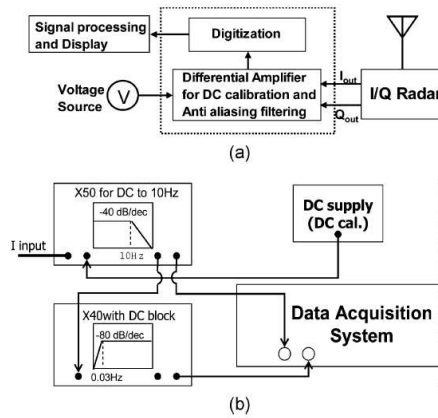 Signal processing
and Display
Digitization
Voltage
Source
V
Differential Amplifier
for DC calibration and
Anti aliasing filtering
Iout
Qout
I/Q Radar
(a)
X50 for DC to 10Hz
-40 dB/dec
10Hz
I input
DC supply
(DC cal.)
X40with DC block
-80 dB/dec
0.03Hz
Data Acquisition
System
(b)